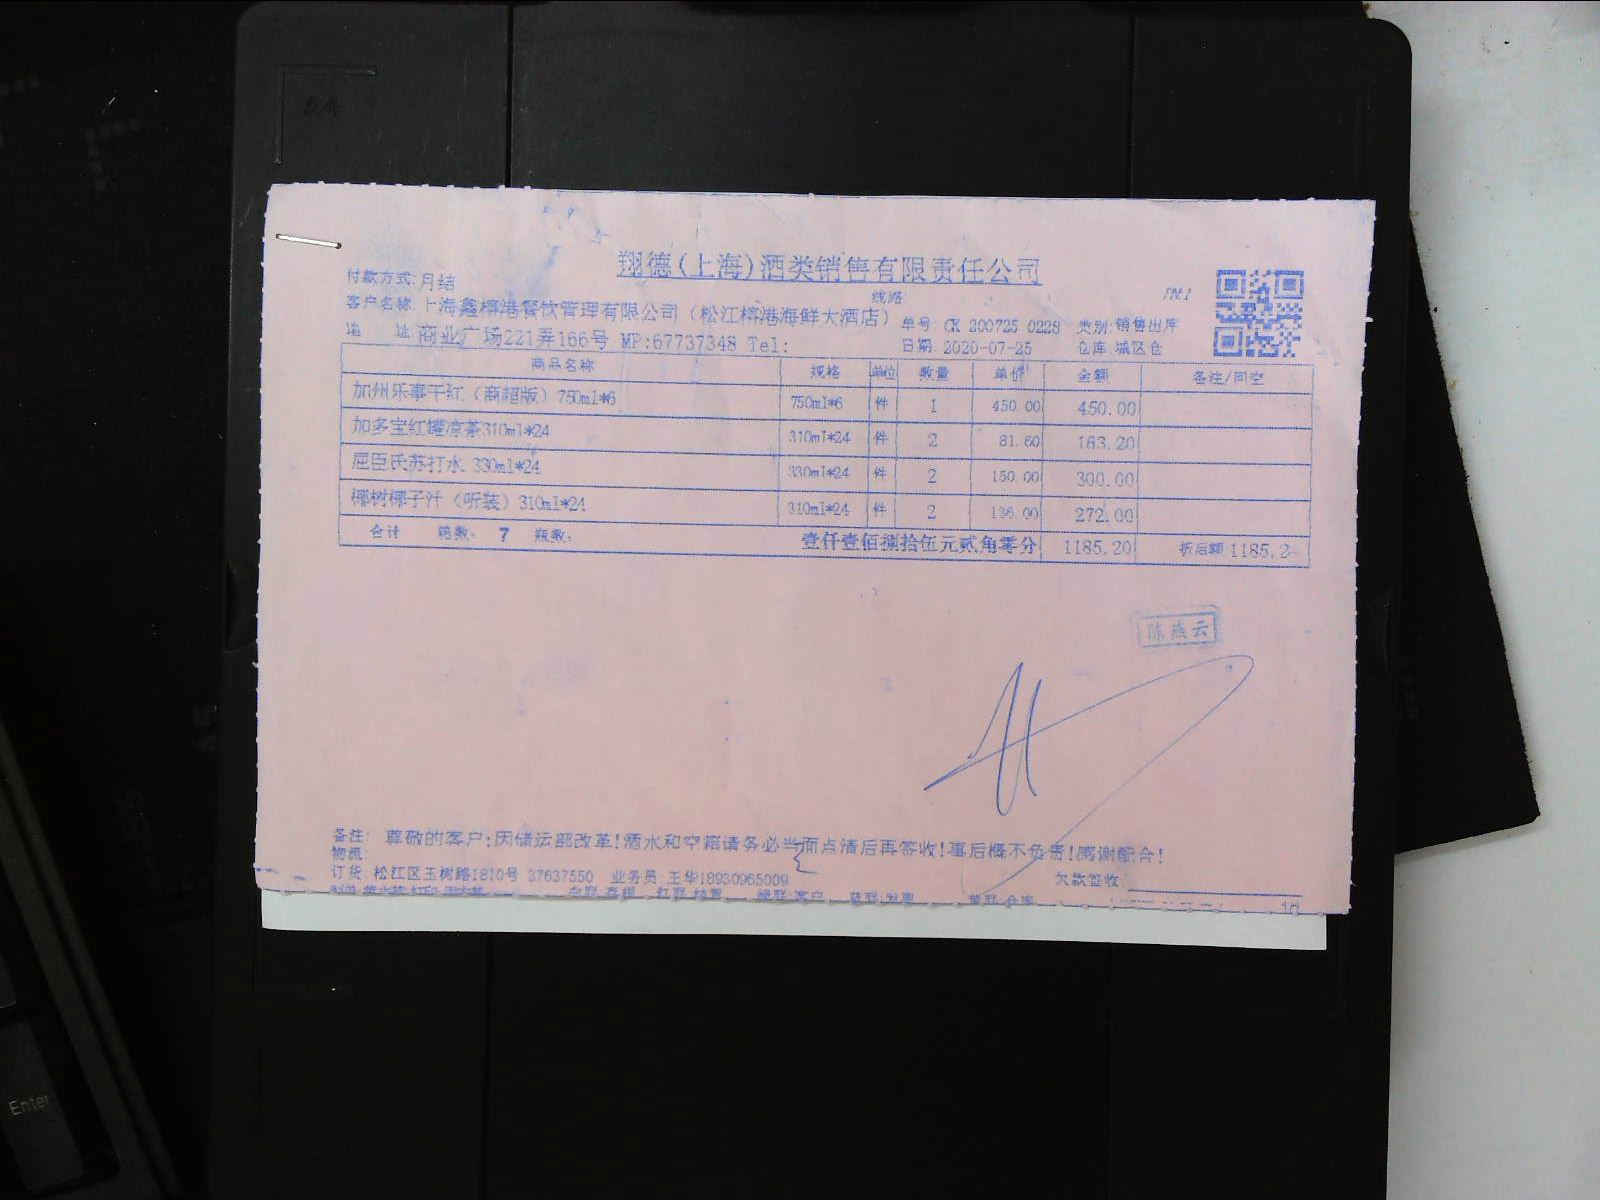 翔德(上海)酒类销售有限责任公司
付款方式:月结
线路:
客户名称:上海鑫榕港餐饮管理有限公司（松江榕港海鲜大酒店）
单号: CK 200725 0228 类别:销售出库
地 址:商业广场221弄166号 MP:67737348 Tel:
日期:2020-07-25 仓库:城区仓
商品名称 规格 单位 数量 单价 金额 备注/回空
加州乐事干红（商超版）750ml*6 750ml*6 件 1 450.00 450.00
加多宝红罐凉茶310ml*24 310ml*24 件 2 81.60 163.20
屈臣氏苏打水 330ml*24 330ml*24 件 2 150.00 300.00
椰树椰子汁（听装）310ml*24 310ml*24 件 2 136.00 272.00
合计 箱数: 7 瓶数: 壹仟壹佰捌拾伍元贰角零分 1185.20 折后额:1185.2
陈燕云
备注: 尊敬的客户:因储运部改革!酒水和空箱请务必当面点清后再签收!事后概不负责!感谢配合!
物流:
订货:松江区玉树路1810号 37637550 业务员:王华18930965009
欠款签收:
Enter